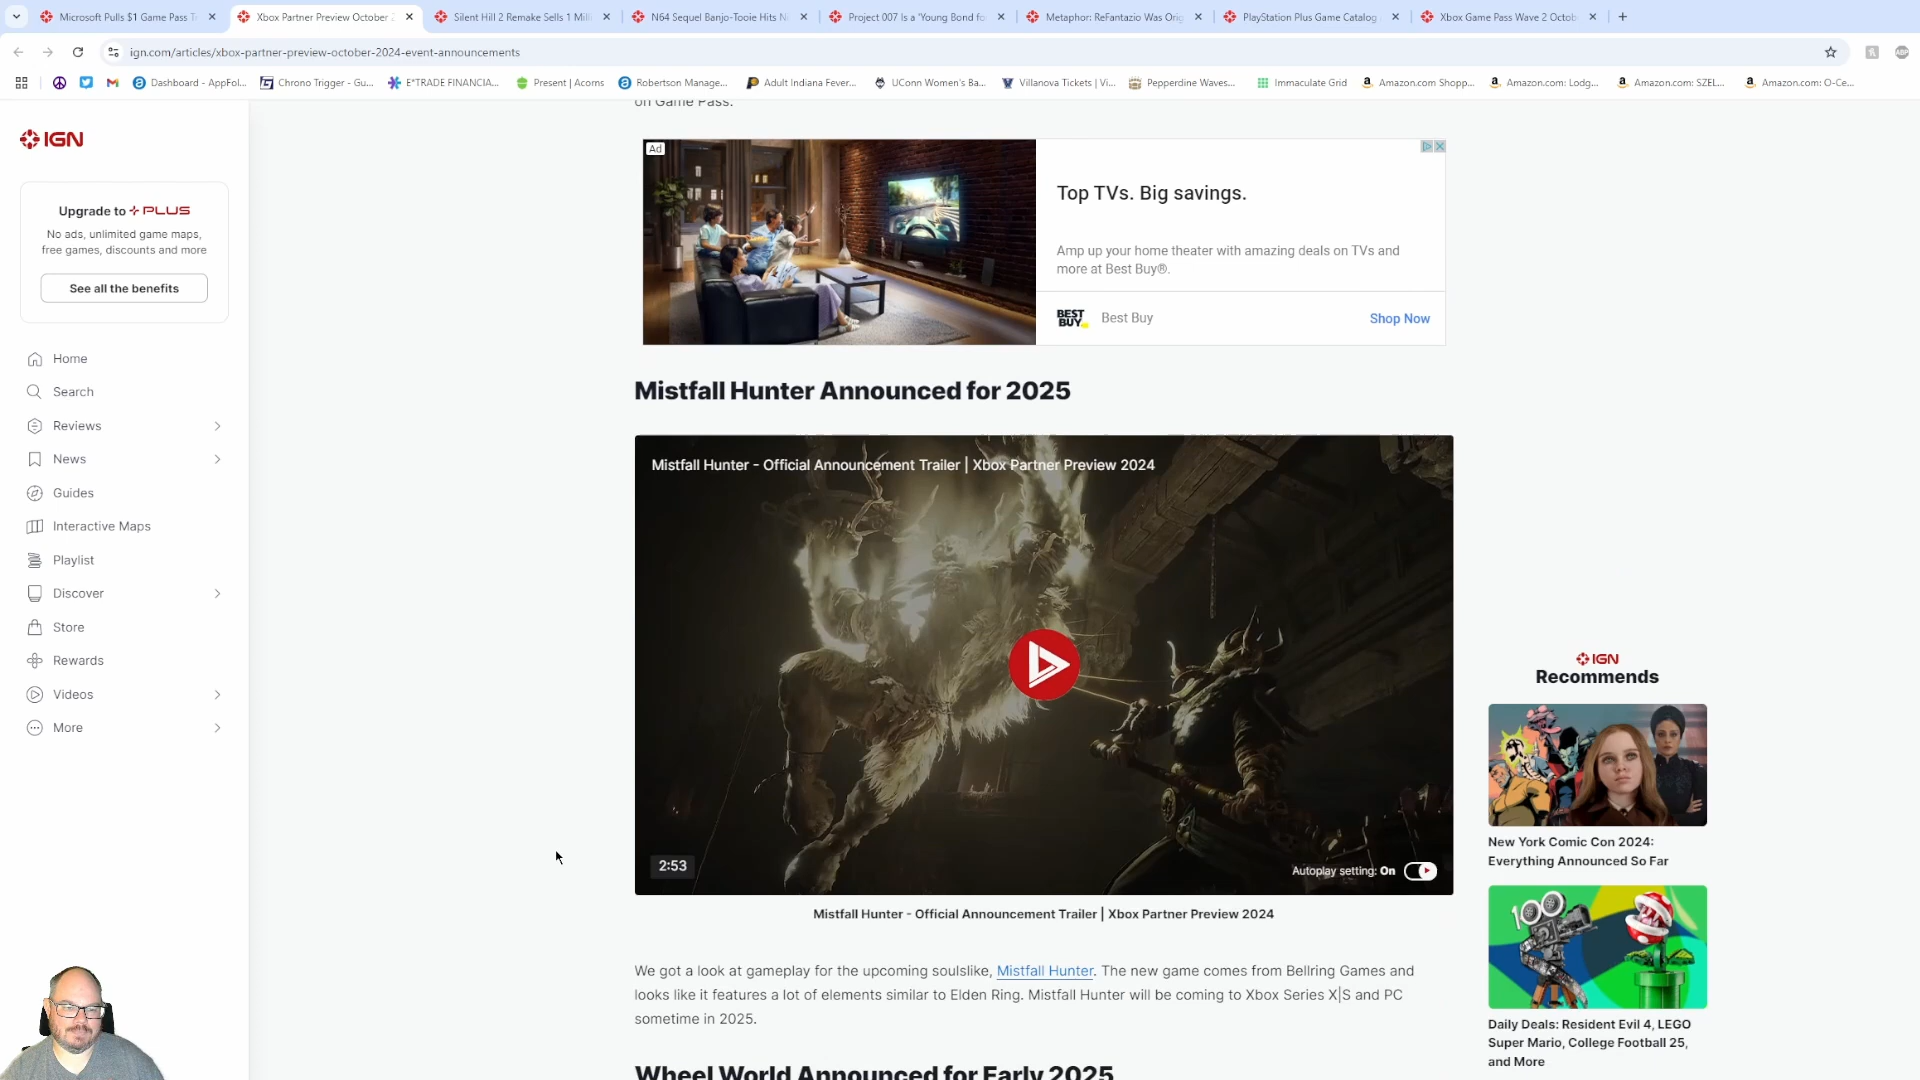 Microsoft Pulls $1 Game Pass T
Xbox Partner Preview October 2
Silent Hill 2 Remake Sells 1 Mill
N64 Sequel Banjo-Tooie Hits Ni
Project 007 Is a 'Young Bond fo
Metaphor: ReFantazio Was Orig
PlayStation Plus Game Catalog
Xbox Game Pass Wave 2 Octob
ign.com/articles/xbox-partner-preview-october-2024-event-announcements
Dashboard - AppFol...
Chrono Trigger - Gu...
E*TRADE FINANCIA...
Present | Acorns
Robertson Manage...
Adult Indiana Fever...
UConn Women's Ba...
Villanova Tickets | Vi...
Pepperdine Waves...
Immaculate Grid
Amazon.com Shopp...
Amazon.com: Lodg...
Amazon.com: SZEL...
Amazon.com: O-Ce...
IGN
Upgrade to PLUS
No ads, unlimited game maps,
free games, discounts and more
See all the benefits
Home
Search
Reviews
News
Guides
Interactive Maps
Playlist
Discover
Store
Rewards
Videos
More
on Game Pass.
Ad
Top TVs. Big savings.
Amp up your home theater with amazing deals on TVs and
more at Best Buy®.
BEST
BUY
Best Buy
Shop Now
Mistfall Hunter Announced for 2025
Mistfall Hunter - Official Announcement Trailer | Xbox Partner Preview 2024
2:53
Autoplay setting: On
Mistfall Hunter - Official Announcement Trailer | Xbox Partner Preview 2024
We got a look at gameplay for the upcoming soulslike, Mistfall Hunter. The new game comes from Bellring Games and
looks like it features a lot of elements similar to Elden Ring. Mistfall Hunter will be coming to Xbox Series X|S and PC
sometime in 2025.
Wheel World Announced for Early 2025
IGN
Recommends
New York Comic Con 2024:
Everything Announced So Far
Daily Deals: Resident Evil 4, LEGO
Super Mario, College Football 25,
and More